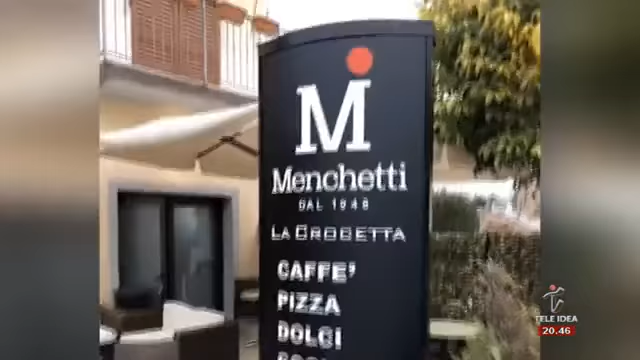 M
Menchetti
DAL 1948
LA CROCETTA
CAFFE'
PIZZA
DOLCI
TELE IDEA
20.46